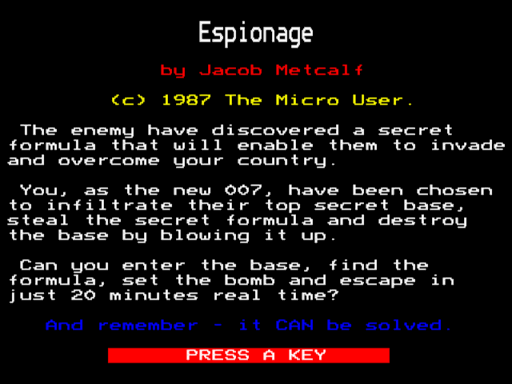 Espionage
by Jacob Metcalf
(c) 1987 The Micro User.
The enemy have discovered a secret
formula that will enable them to invade
and overcome your country.
You, as the new 007, have been chosen
to infiltrate their top secret base,
steal the secret formula and destroy
the base by blowing it up.
Can you enter the base, find the
formula, set the bomb and escape in
just 20 minutes real time?
And remember - it CAN be solved.
PRESS A KEY